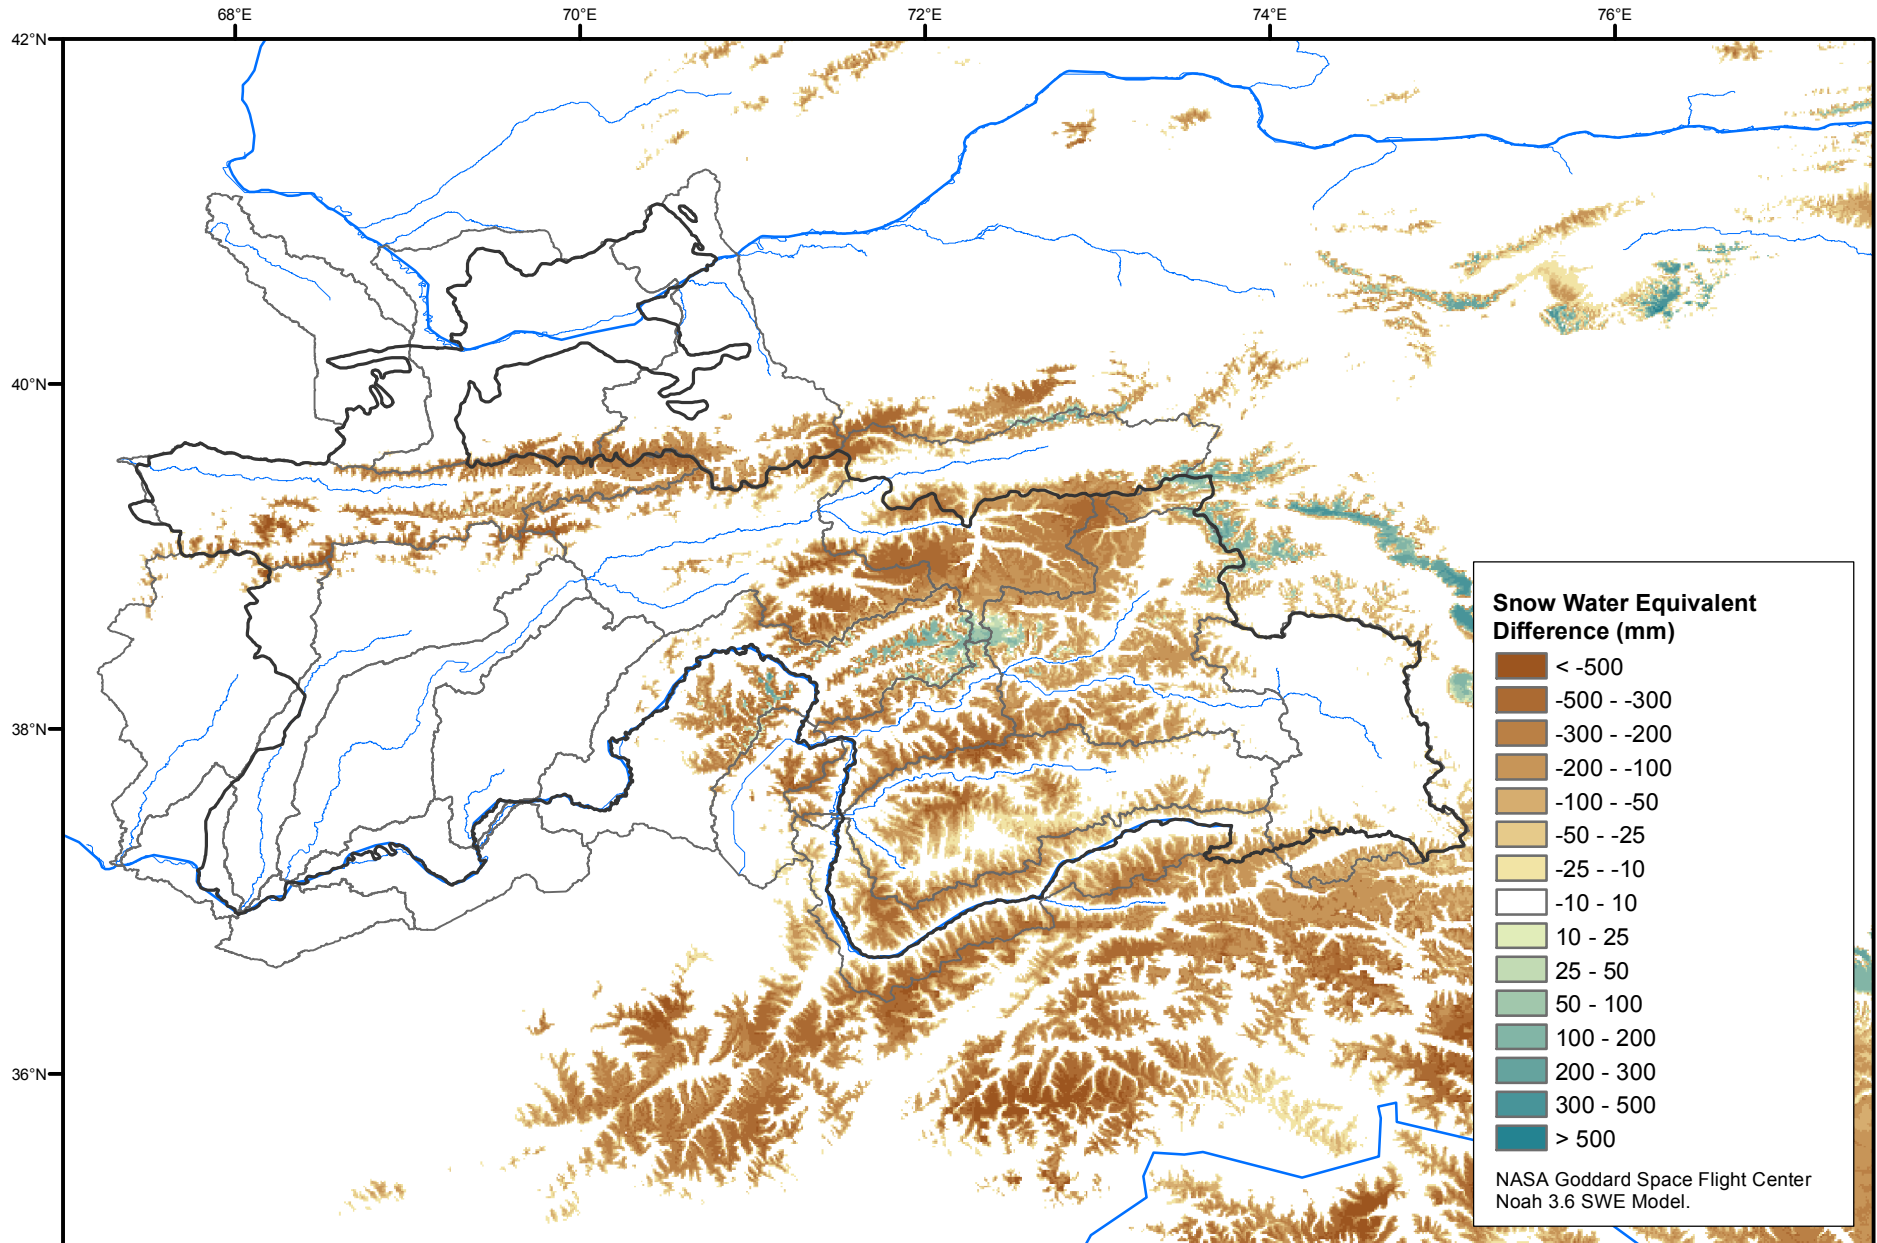 68°E 70°E 72°E 74°E 76°E
42°N
40°N
38°N
36°N
Snow Water Equivalent
Difference (mm)
< -500
-500 - -300
-300 - -200
-200 - -100
-100 - -50
-50 - -25
-25 - -10
-10 - 10
10 - 25
25 - 50
50 - 100
100 - 200
200 - 300
300 - 500
> 500
NASA Goddard Space Flight Center
Noah 3.6 SWE Model.